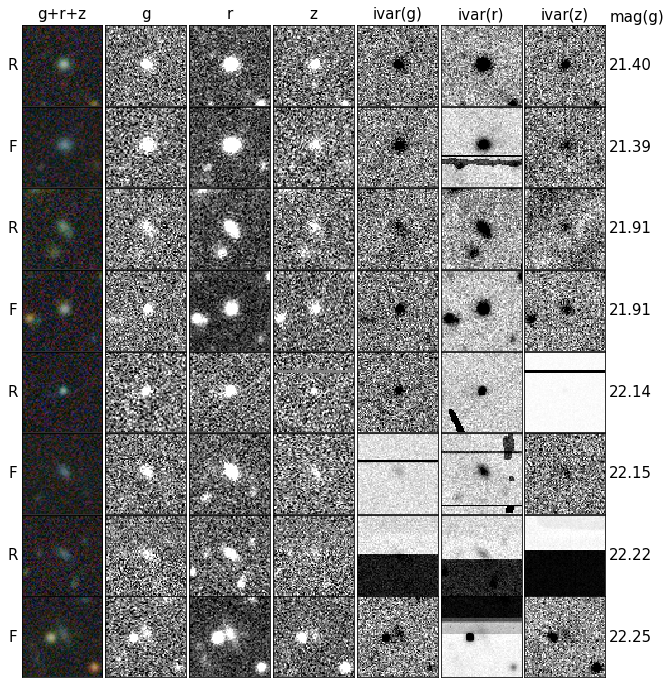 g+r+z g r z ivar(g) ivar(r) ivar(z) mag(g)
R 21.40
F 21.39
R 21.91
F 21.91
R 22.14
F 22.15
R 22.22
F 22.25